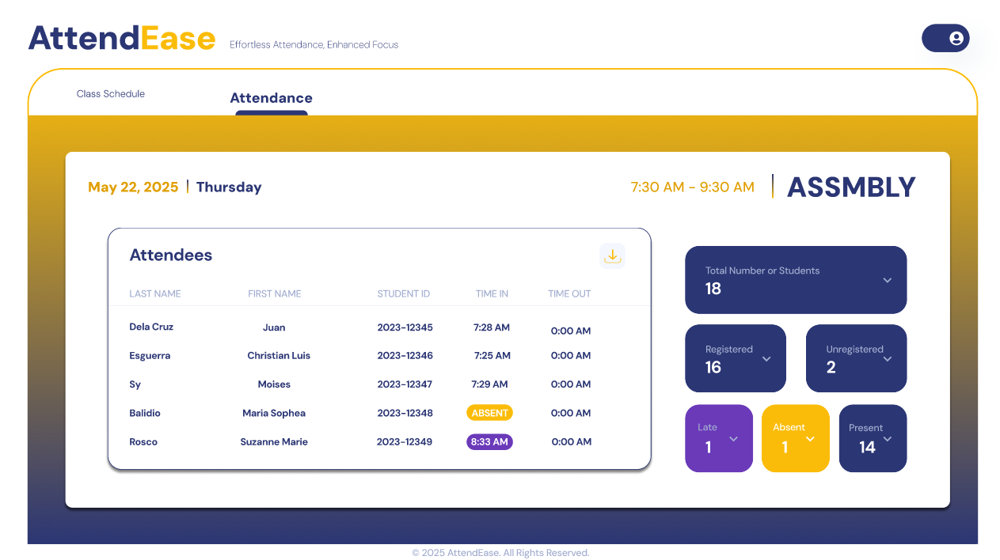 AttendEase
Effortless Attendance, Enhanced Focus
Class Schedule
Attendance
May 22, 2025 | Thursday
7:30 AM – 9:30 AM | ASSMBLY
Attendees
LAST NAME FIRST NAME STUDENT ID TIME IN TIME OUT
Dela Cruz Juan 2023-12345 7:28 AM 0:00 AM
Esguerra Christian Luis 2023-12346 7:25 AM 0:00 AM
Sy Moises 2023-12347 7:29 AM 0:00 AM
Balidio Maria Sophea 2023-12348 ABSENT 0:00 AM
Rosco Suzanne Marie 2023-12349 8:33 AM 0:00 AM
Total Number or Students
18
Registered
16
Unregistered
2
Late
1
Absent
1
Present
14
© 2025 AttendEase. All Rights Reserved.